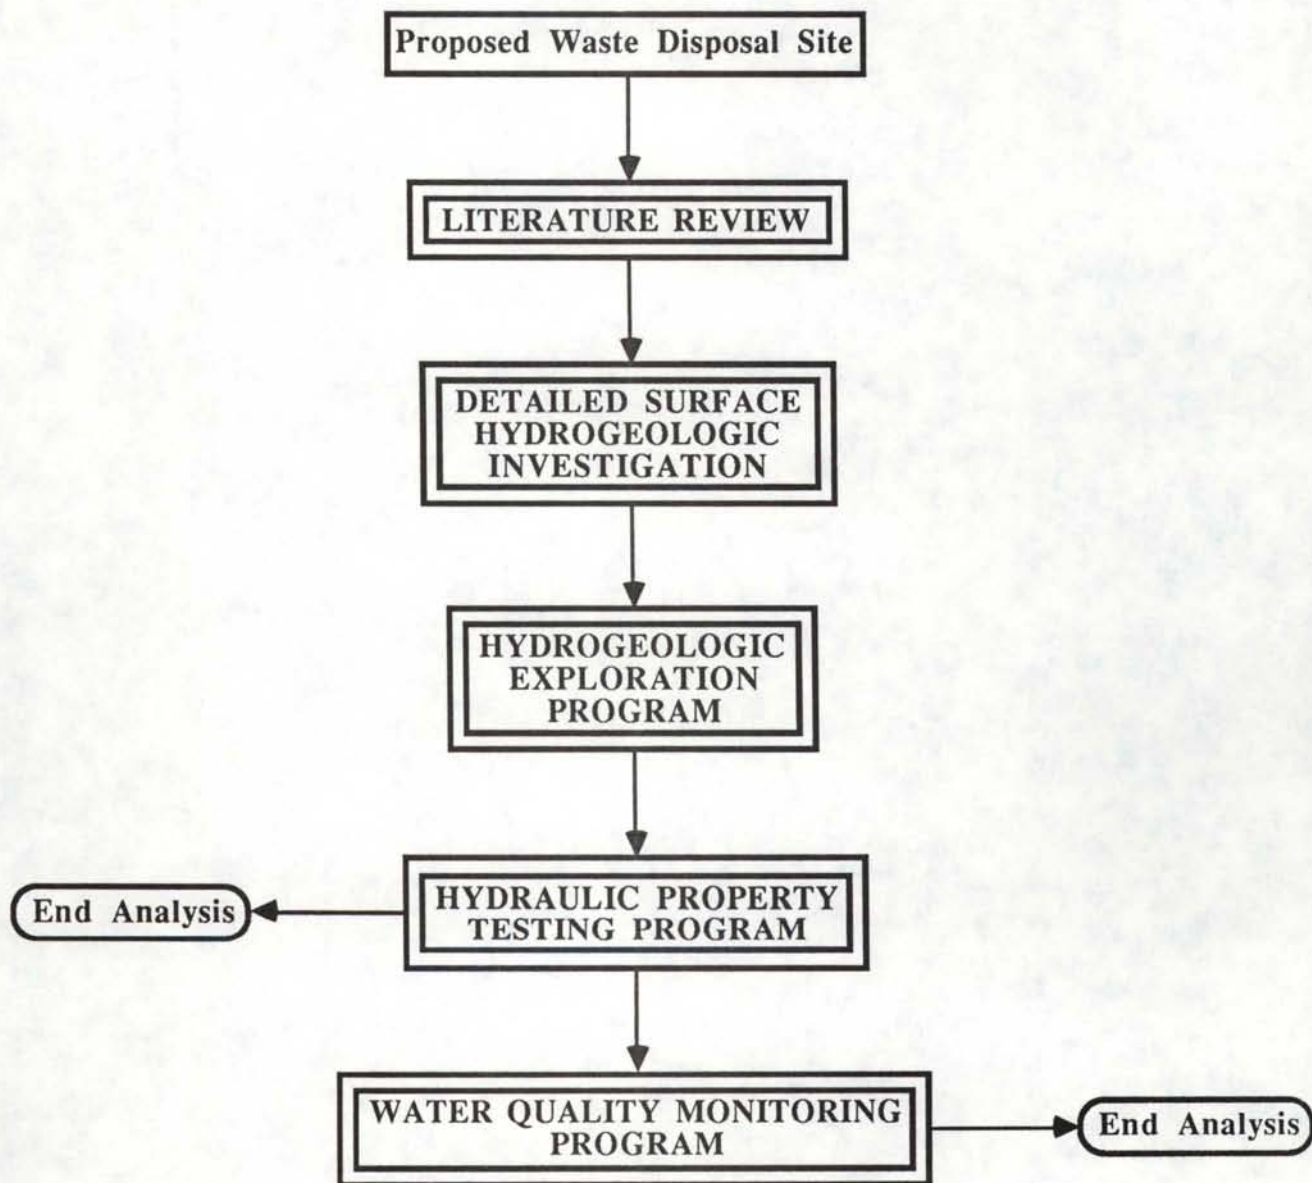 Proposed Waste Disposal Site
LITERATURE REVIEW
DETAILED SURFACE
HYDROGEOLOGIC
INVESTIGATION
HYDROGEOLOGIC
EXPLORATION
PROGRAM
End Analysis
HYDRAULIC PROPERTY
TESTING PROGRAM
WATER QUALITY MONITORING
PROGRAM
End Analysis